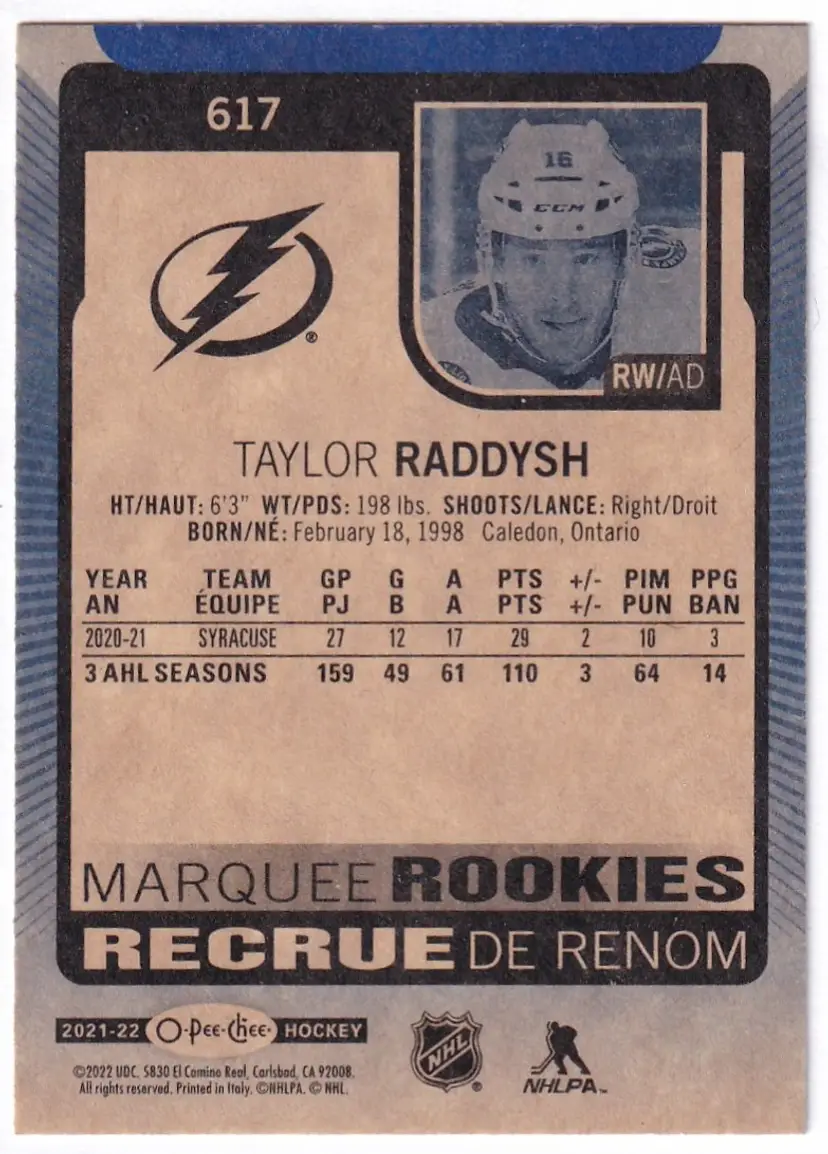 617
16
CCM
RW/AD
®
TAYLOR RADDYSH
HT/HAUT: 6'3" WT/PDS: 198 lbs. SHOOTS/LANCE: Right/Droit
BORN/NÉ: February 18, 1998 Caledon, Ontario
YEAR TEAM GP G A PTS +/- PIM PPG
AN ÉQUIPE PJ B A PTS +/- PUN BAN
2020-21 SYRACUSE 27 12 17 29 2 10 3
3 AHL SEASONS 159 49 61 110 3 64 14
MARQUEE ROOKIES
RECRUE DE RENOM
2021-22 O-Pee-Chee® HOCKEY
NHL®
NHLPA™
©2022 UDC. 5830 El Camino Real, Carlsbad, CA 92008.
All rights reserved. Printed in Italy. ©NHLPA. © NHL.